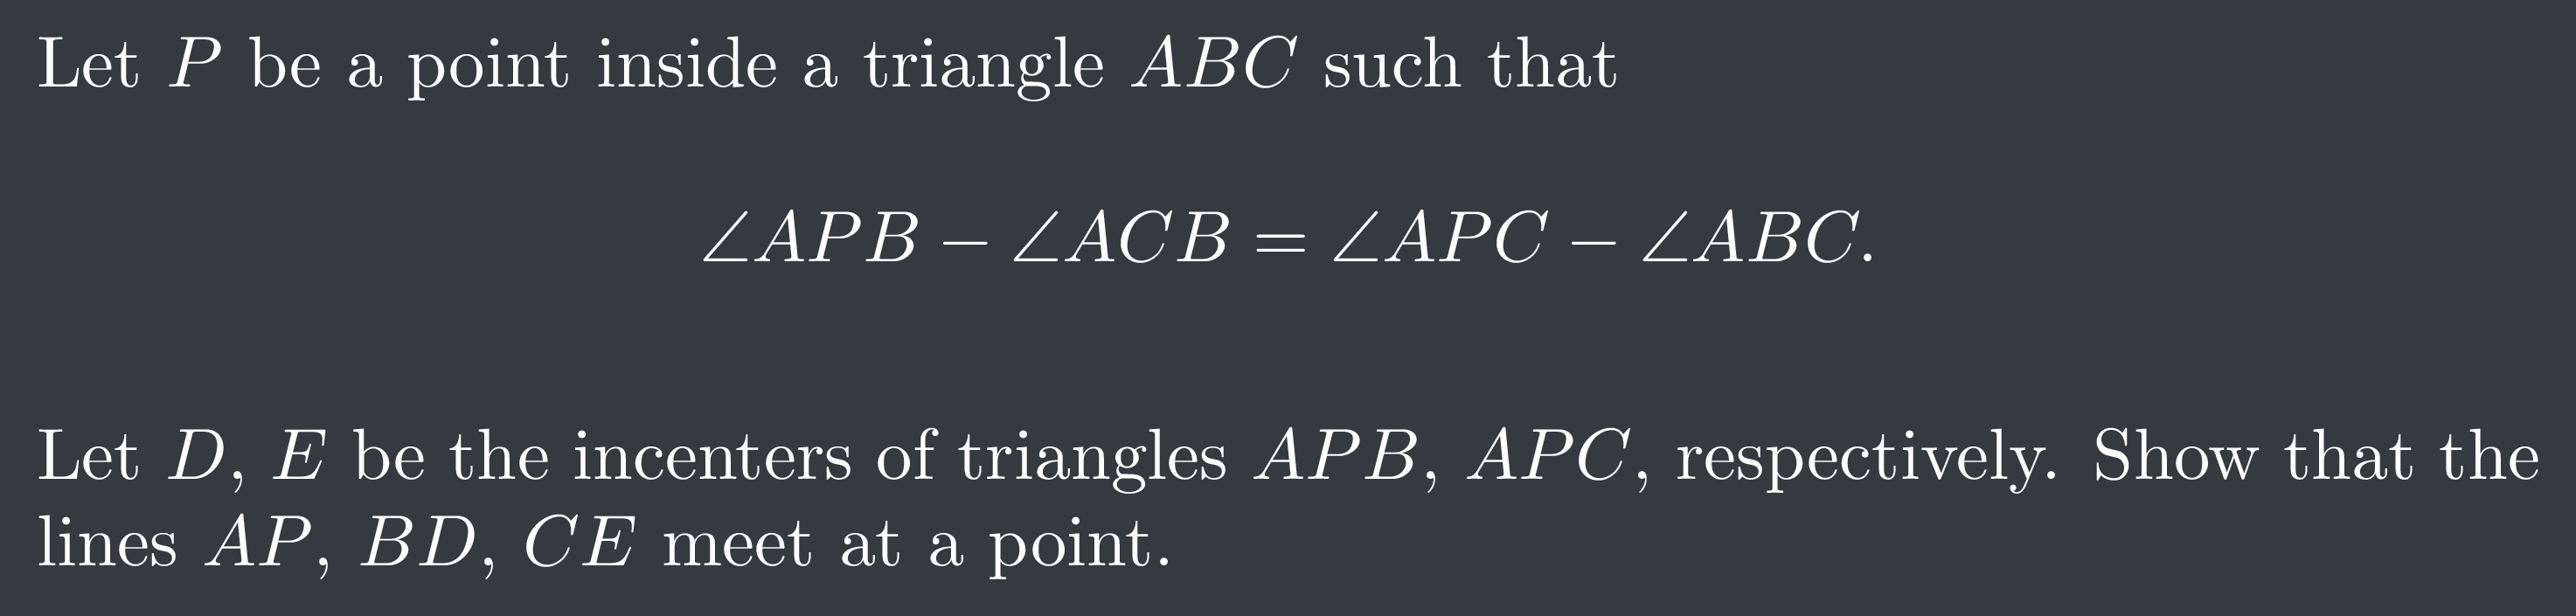 Let P be a point inside a triangle ABC such that
∠APB − ∠ACB = ∠APC − ∠ABC.
Let D, E be the incenters of triangles APB, APC, respectively. Show that the
lines AP, BD, CE meet at a point.